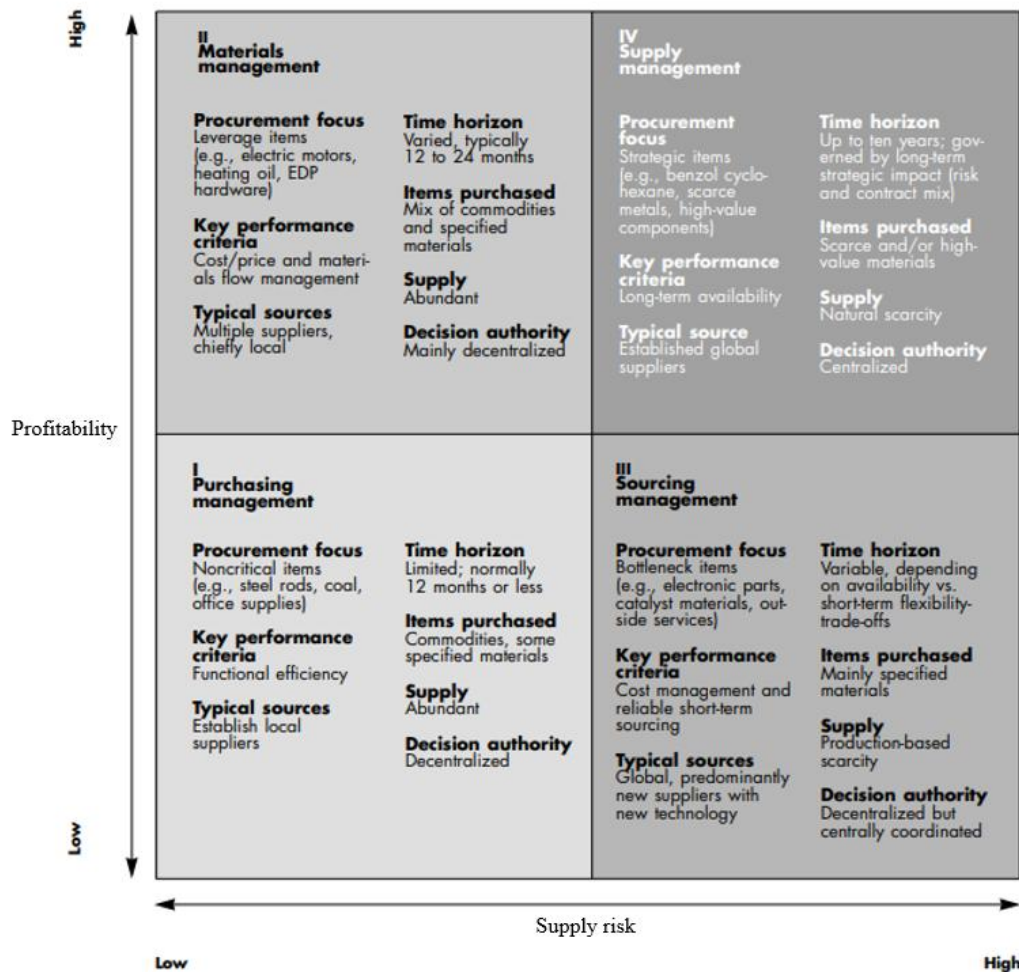 High
II
Materials
management
Procurement focus
Leverage items
(e.g., electric motors,
heating oil, EDP
hardware)
Key performance
criteria
Cost/price and materi-
als flow management
Typical sources
Multiple suppliers,
chiefly local
Time horizon
Varied, typically
12 to 24 months
Items purchased
Mix of commodities
and specified
materials
Supply
Abundant
Decision authority
Mainly decentralized
IV
Supply
management
Procurement
focus
Strategic items
(e.g., benzol cyclo-
hexane, scarce
metals, high-value
components)
Key performance
criteria
Long-term availability
Typical source
Established global
suppliers
Time horizon
Up to ten years; gov-
erned by long-term
strategic impact (risk
and contract mix)
Items purchased
Scarce and/or high-
value materials
Supply
Natural scarcity
Decision authority
Centralized
Profitability
I
Purchasing
management
Procurement focus
Noncritical items
(e.g., steel rods, coal,
office supplies)
Key performance
criteria
Functional efficiency
Typical sources
Establish local
suppliers
Time horizon
Limited; normally
12 months or less
Items purchased
Commodities, some
specified materials
Supply
Abundant
Decision authority
Decentralized
III
Sourcing
management
Procurement focus
Bottleneck items
(e.g., electronic parts,
catalyst materials, out-
side services)
Key performance
criteria
Cost management and
reliable short-term
sourcing
Typical sources
Global, predominantly
new suppliers with
new technology
Time horizon
Variable, depending
on availability vs.
short-term flexibility-
trade-offs
Items purchased
Mainly specified
materials
Supply
Production-based
scarcity
Decision authority
Decentralized but
centrally coordinated
Low
Supply risk
Low
High